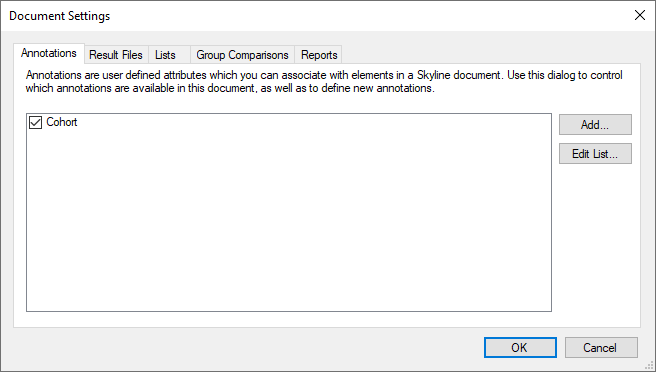 Document Settings
Annotations Result Files Lists Group Comparisons Reports
Annotations are user defined attributes which you can associate with elements in a Skyline document. Use this dialog to control
which annotations are available in this document, as well as to define new annotations.
Cohort
Add...
Edit List...
OK Cancel